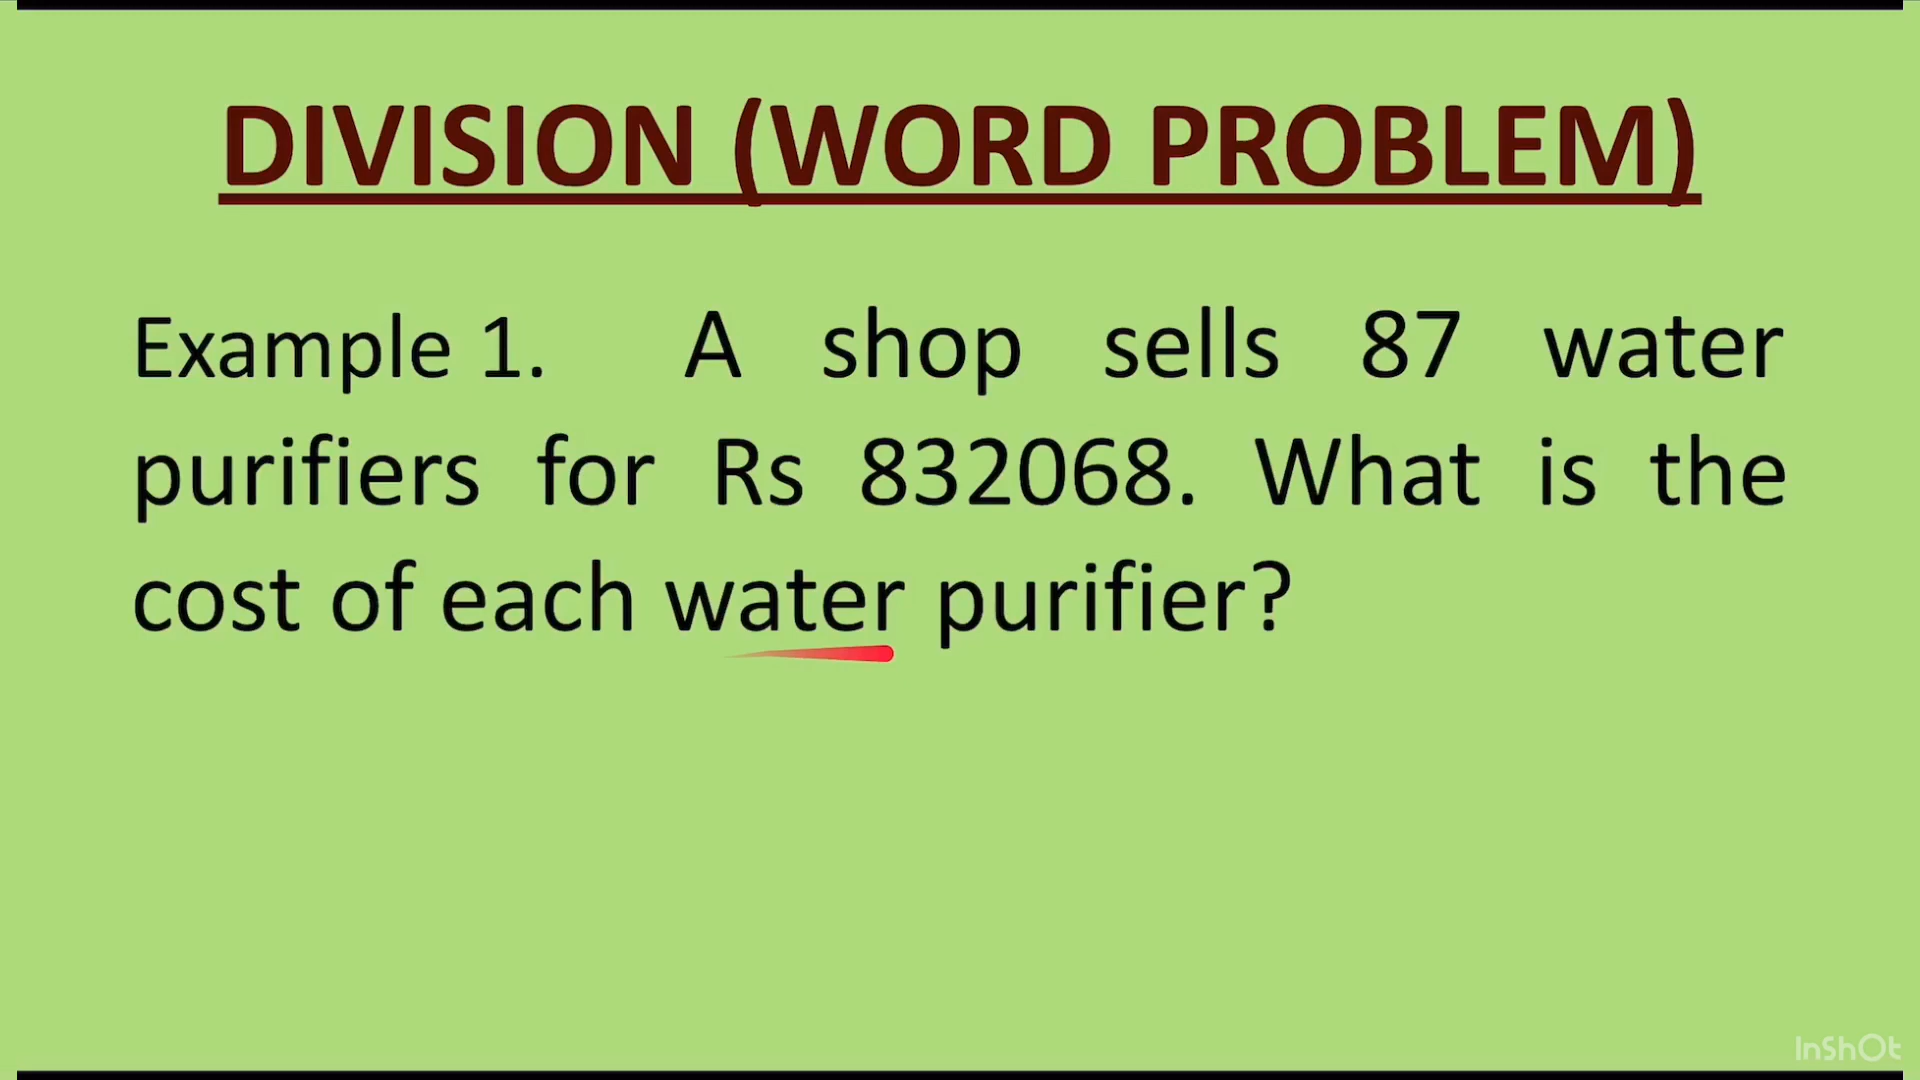 DIVISION (WORD PROBLEM)
Example 1. A shop sells 87 water
purifiers for Rs 832068. What is the
cost of each water purifier?
InShOt